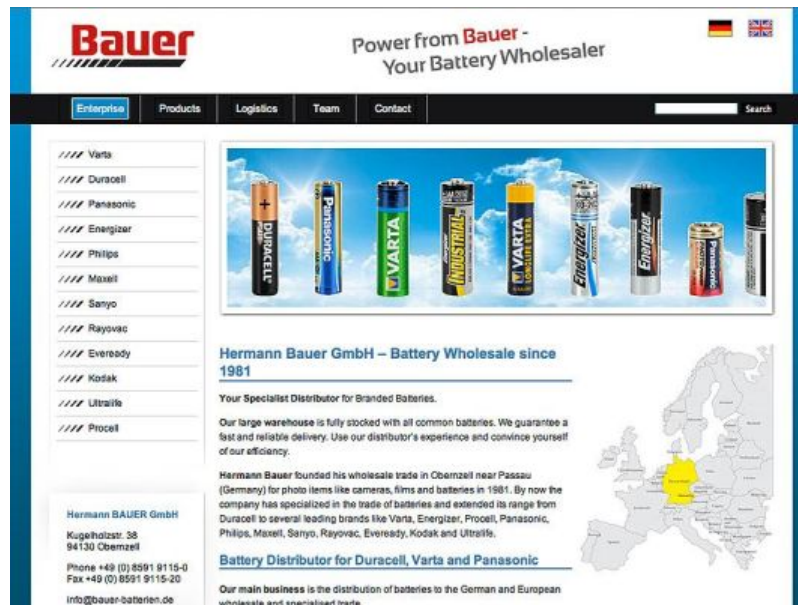 Bauer
Power from Bauer -
Your Battery Wholesaler
Enterprise
Products
Logistics
Team
Contact
Search
Varta
Duracell
Panasonic
Energizer
Philips
Maxell
Sanyo
Rayovac
Eveready
Kodak
Ultralife
Procell
DURACELL
Panasonic
VARTA
INDUSTRIAL
VARTA
LONGLIFE EXTRA
Energizer
Energizer
Panasonic
Hermann Bauer GmbH – Battery Wholesale since
1981
Your Specialist Distributor for Branded Batteries.
Our large warehouse is fully stocked with all common batteries. We guarantee a
fast and reliable delivery. Use our distributor's experience and convince yourself
of our efficiency.
Hermann Bauer founded his wholesale trade in Obernzell near Passau
(Germany) for photo items like cameras, films and batteries in 1981. By now the
company has specialized in the trade of batteries and extended its range from
Duracell to several leading brands like Varta, Energizer, Procell, Panasonic,
Philips, Maxell, Sanyo, Rayovac, Eveready, Kodak and Ultralife.
Battery Distributor for Duracell, Varta and Panasonic
Our main business is the distribution of batteries to the German and European
wholesale and specialised trade.
Hermann BAUER GmbH
Kugelholzstr. 38
94130 Obernzell
Phone +49 (0) 8591 9115-0
Fax +49 (0) 8591 9115-20
info@bauer-batterien.de